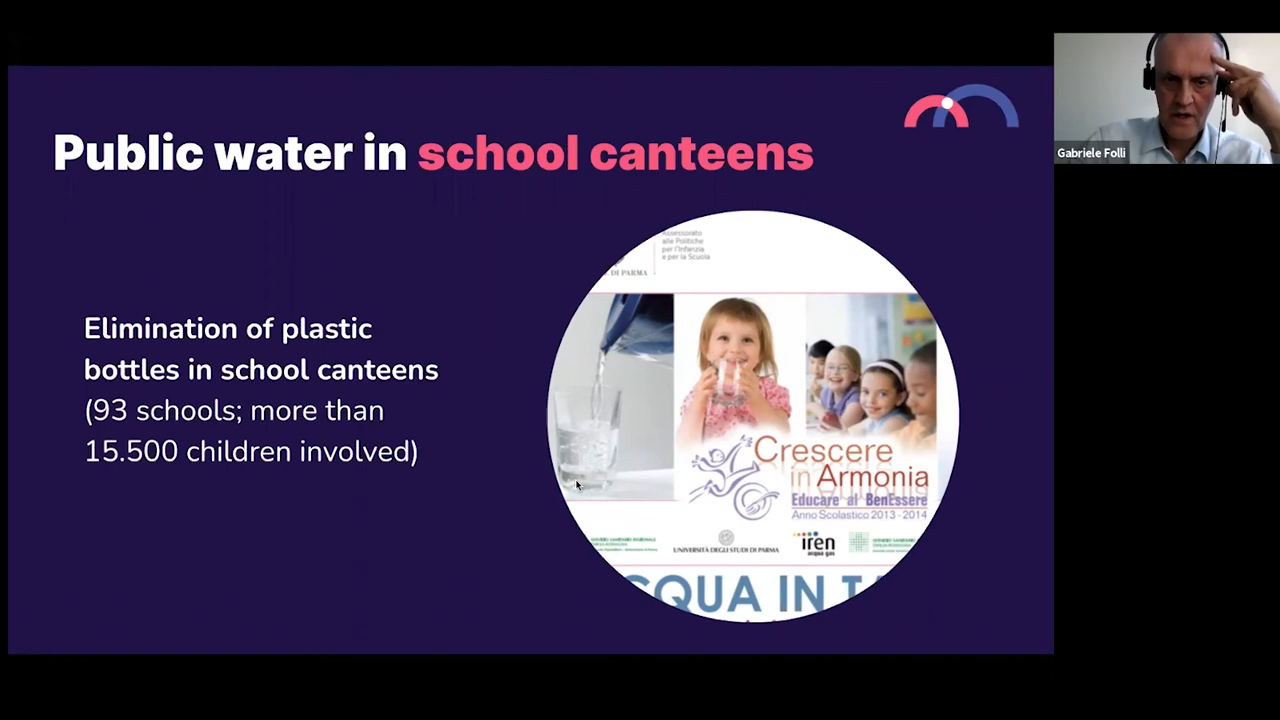 Public water in school canteens
Gabriele Folli
Elimination of plastic
bottles in school canteens
(93 schools; more than
15.500 children involved)
Assessorato
alle Politiche
per l'Infanzia
e per la Scuola
DI PARMA
Crescere
in Armonia
Educare al BenEssere
Anno Scolastico 2013 - 2014
UNIVERSITÀ DEGLI STUDI DI PARMA
iren
acqua gas
CQUA IN TA